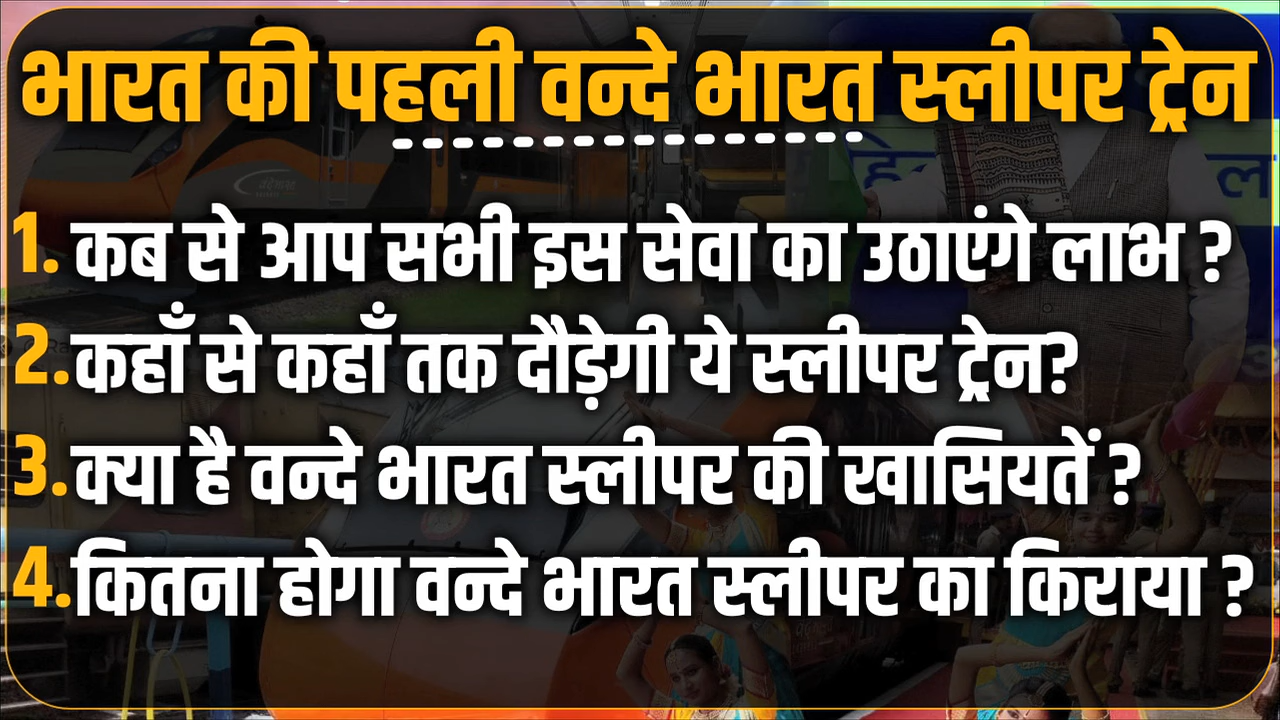 भारत की पहली वन्दे भारत स्लीपर ट्रेन
1. कब से आप सभी इस सेवा का उठाएंगे लाभ ?
2. कहाँ से कहाँ तक दौड़ेगी ये स्लीपर ट्रेन?
3. क्या है वन्दे भारत स्लीपर की खासियतें ?
4. कितना होगा वन्दे भारत स्लीपर का किराया ?